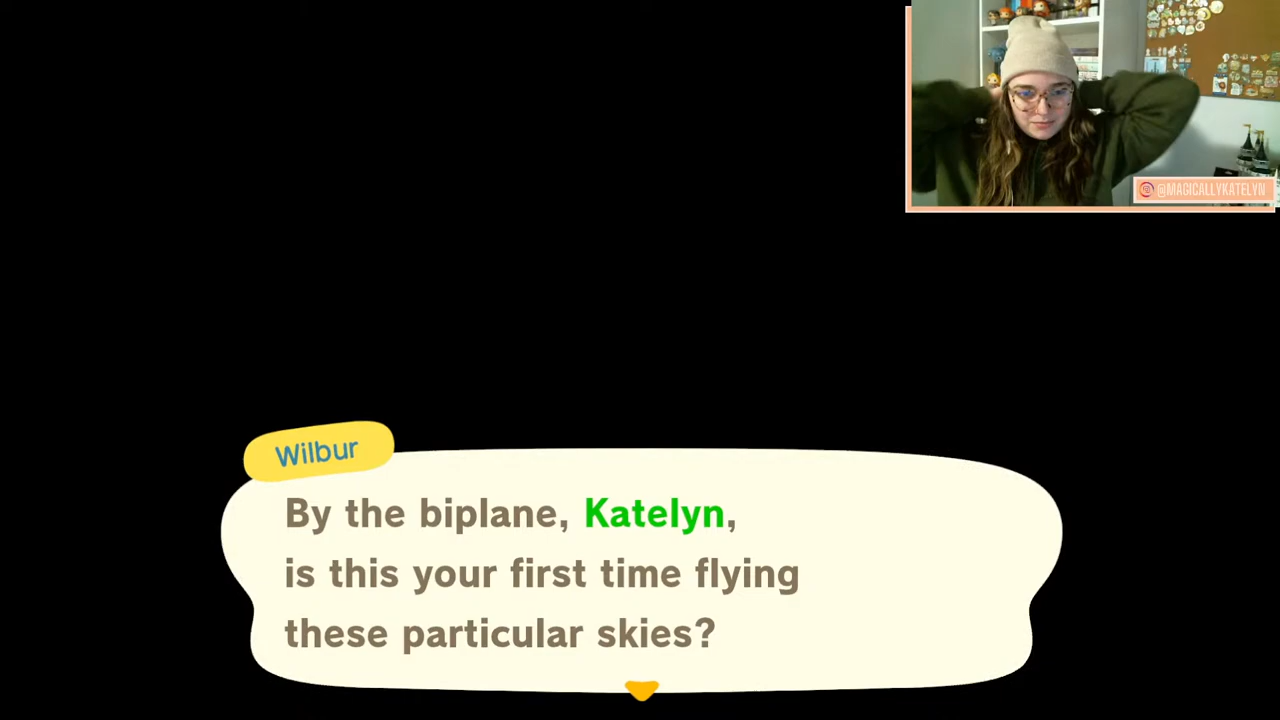 @MAGICALLYKATELYN
Wilbur
By the biplane, Katelyn,
is this your first time flying
these particular skies?